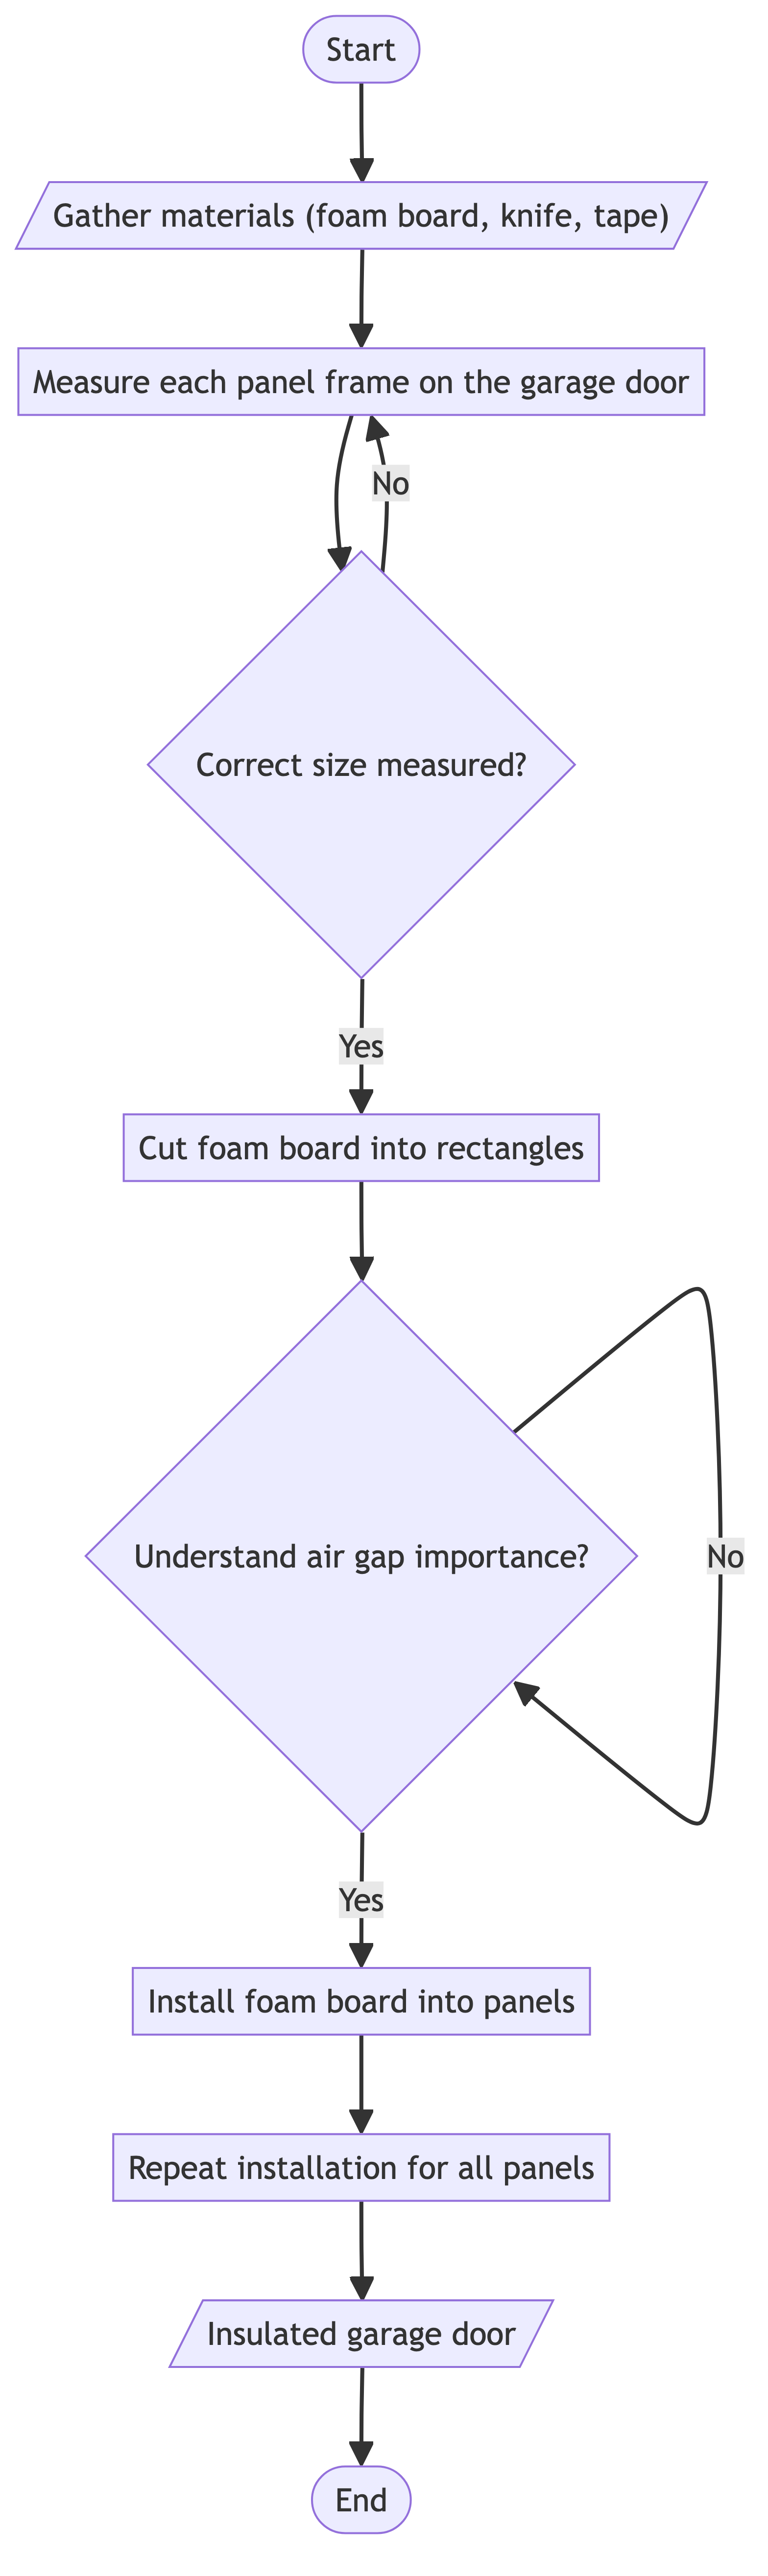 Start
Gather materials (foam board, knife, tape)
Measure each panel frame on the garage door
No
Correct size measured?
Yes
Cut foam board into rectangles
Understand air gap importance?
No
Yes
Install foam board into panels
Repeat installation for all panels
Insulated garage door
End